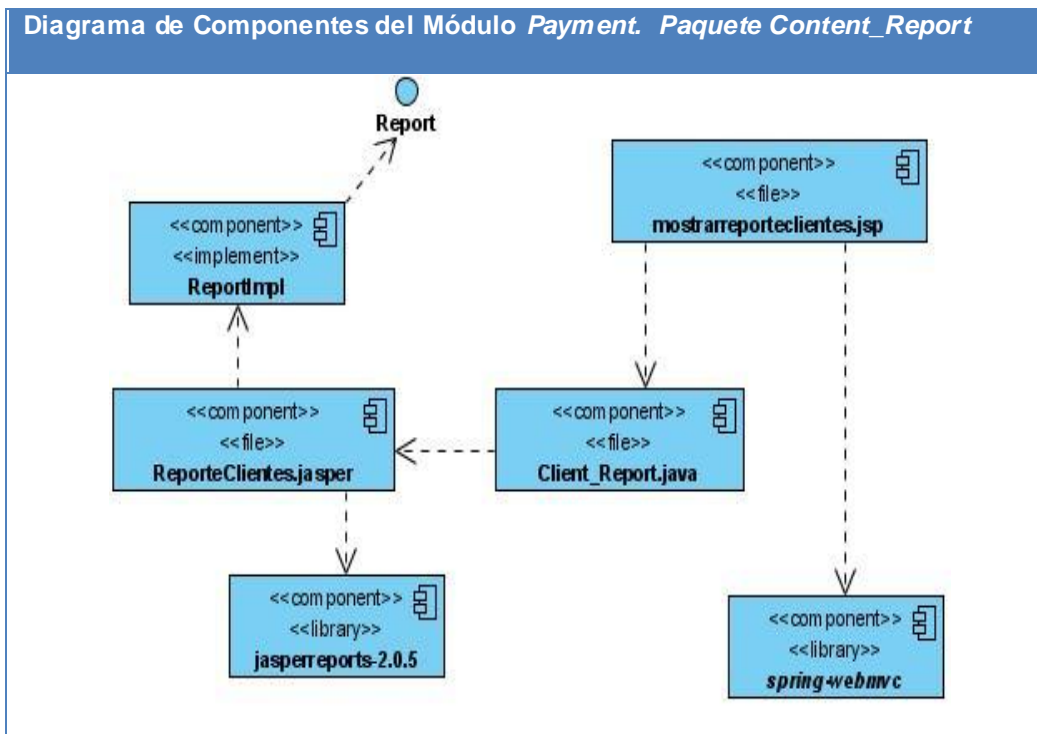 Diagrama de Componentes del Módulo Payment. Paquete Content_Report
Report
<<component>>
<<implement>>
ReportImpl
<<component>>
<<file>>
mostrarreporteclientes.jsp
<<component>>
<<file>>
ReporteClientes.jasper
<<component>>
<<file>>
Client_Report.java
<<component>>
<<library>>
jasperreports-2.0.5
<<component>>
<<library>>
spring-webmvc